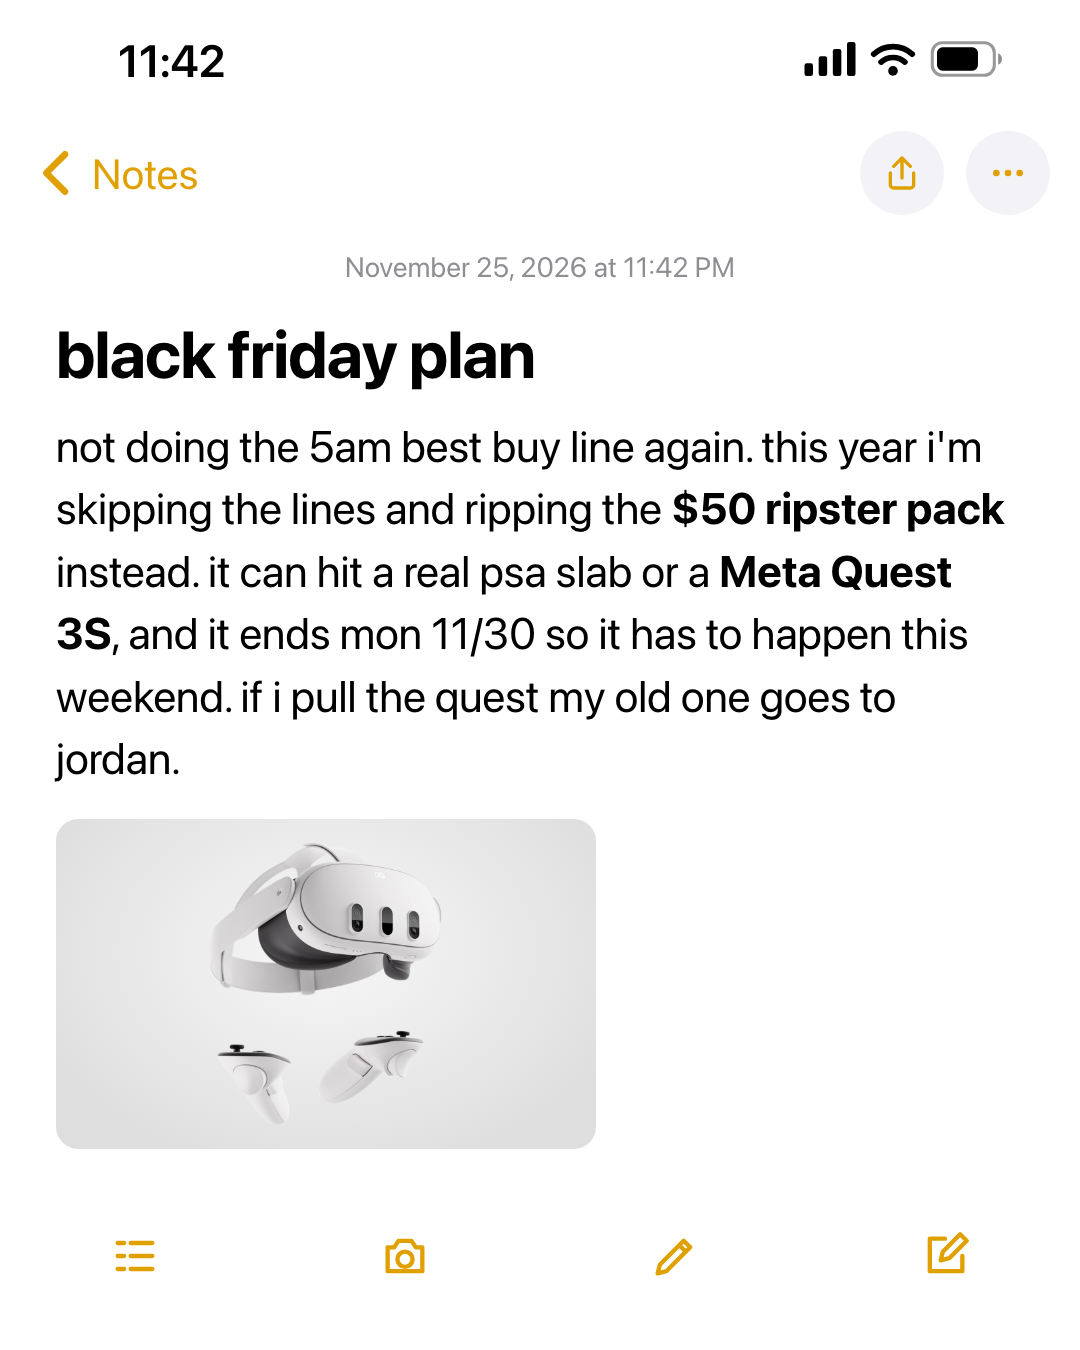 11:42
Notes
November 25, 2026 at 11:42 PM
black friday plan
not doing the 5am best buy line again. this year i'm
skipping the lines and ripping the $50 ripster pack
instead. it can hit a real psa slab or a Meta Quest
3S, and it ends mon 11/30 so it has to happen this
weekend. if i pull the quest my old one goes to
jordan.